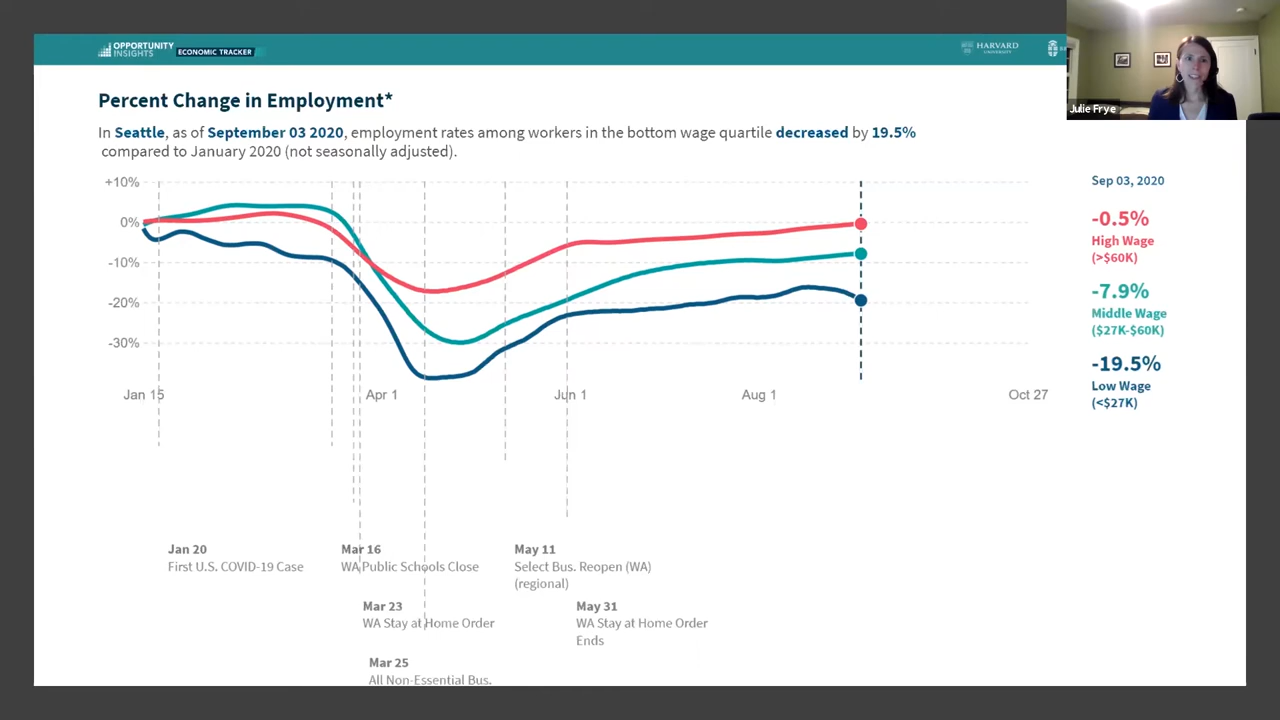 OPPORTUNITY
INSIGHTS
ECONOMIC TRACKER
HARVARD
UNIVERSITY
Julie Frye
Percent Change in Employment*
In Seattle, as of September 03 2020, employment rates among workers in the bottom wage quartile decreased by 19.5%
compared to January 2020 (not seasonally adjusted).
+10%
0%
-10%
-20%
-30%
Jan 15
Apr 1
Jun 1
Aug 1
Oct 27
Sep 03, 2020
-0.5%
High Wage
(>$60K)
-7.9%
Middle Wage
($27K-$60K)
-19.5%
Low Wage
(<$27K)
Jan 20
First U.S. COVID-19 Case
Mar 16
WA Public Schools Close
May 11
Select Bus. Reopen (WA)
(regional)
Mar 23
WA Stay at Home Order
May 31
WA Stay at Home Order
Ends
Mar 25
All Non-Essential Bus.